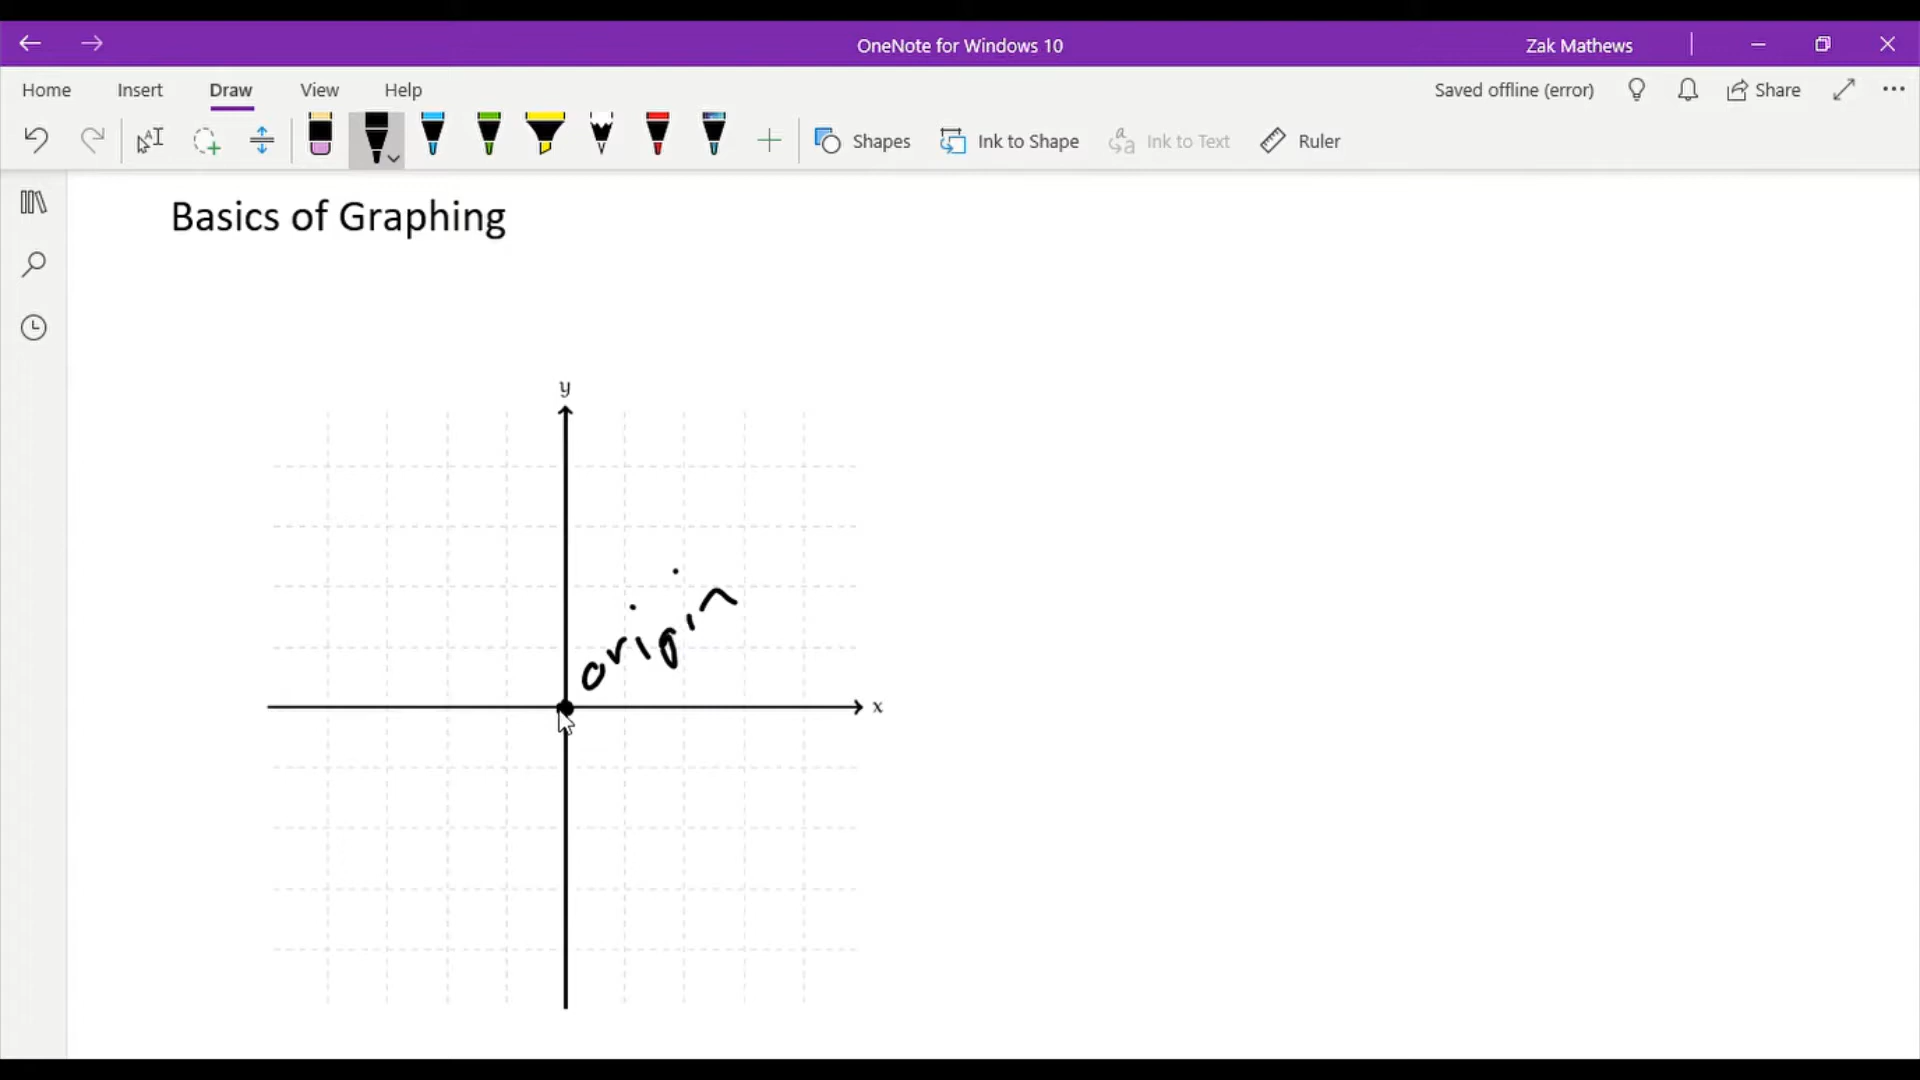 OneNote for Windows 10
Zak Mathews
Home Insert Draw View Help
Saved offline (error)
Share
Shapes
Ink to Shape
Ink to Text
Ruler
Basics of Graphing
y
origin
x